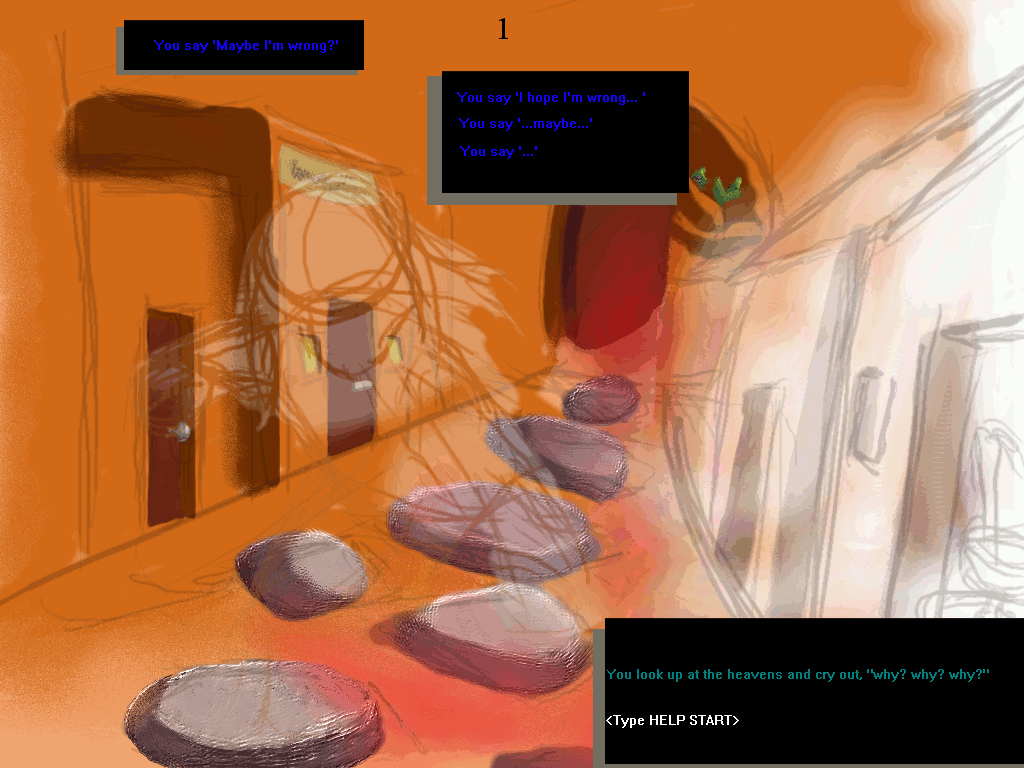 1
You say 'Maybe I'm wrong?'
You say 'I hope I'm wrong... '
You say '...maybe...'
You say '...'
You look up at the heavens and cry out, "why? why? why?"
<Type HELP START>